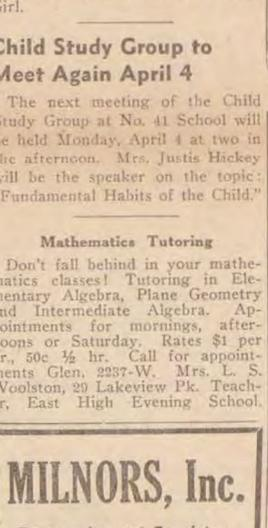 Girl.
Child Study Group to
Meet Again April 4
The next meeting of the Child
Study Group at No. 41 School will
be held Monday, April 4 at two in
the afternoon. Mrs. Justis Hickey
will be the speaker on the topic:
"Fundamental Habits of the Child."
Mathematics Tutoring
Don't fall behind in your mathe-
matics classes! Tutoring in Ele-
mentary Algebra, Plane Geometry
and Intermediate Algebra. Ap-
pointments for mornings, after-
noons or Saturday. Rates $1 per
hr., 50c ½ hr. Call for appoint-
ments Glen. 2237-W. Mrs. L. S.
Woolston, 29 Lakeview Pk. Teach-
er, East High Evening School.
MILNORS, Inc.